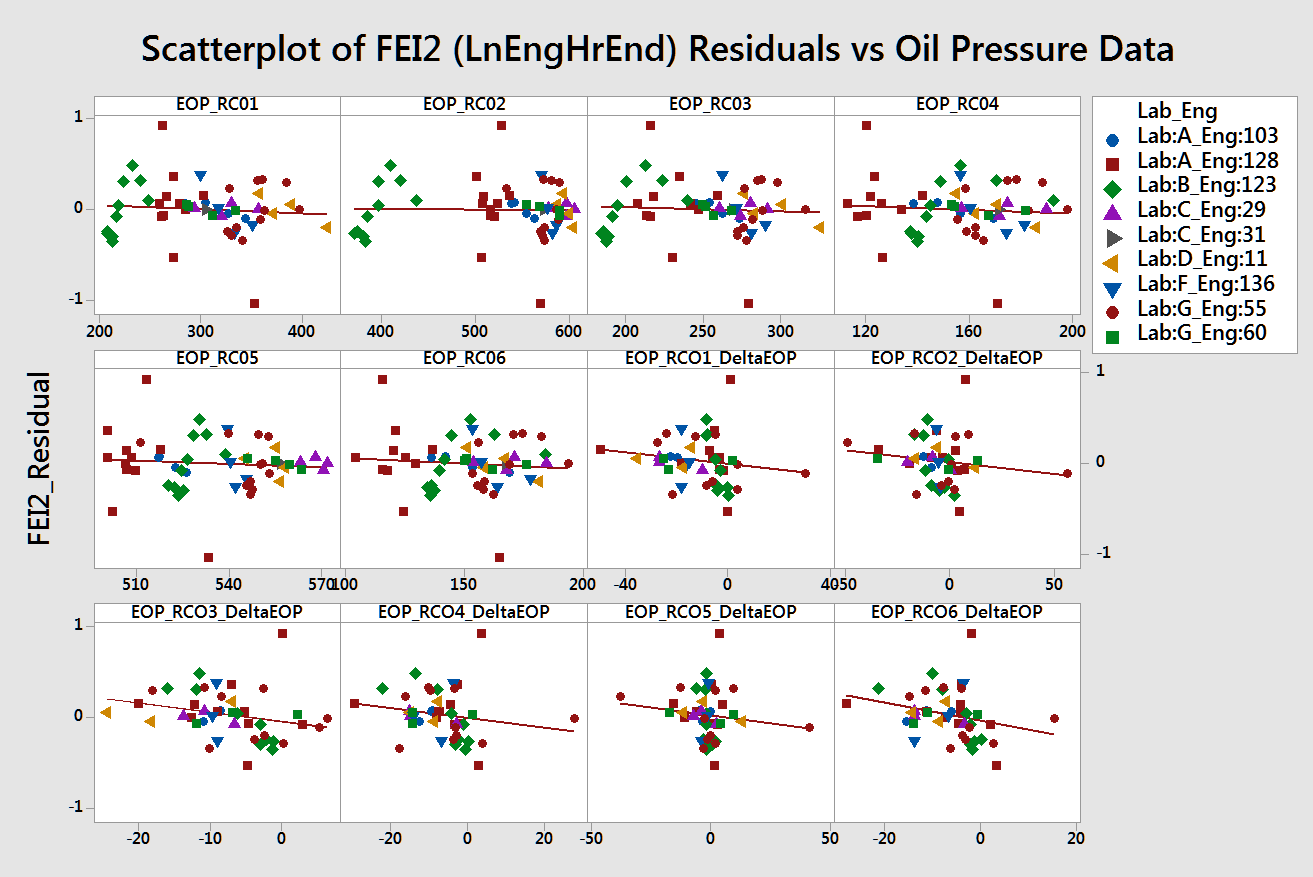 Scatterplot of FEI2 (LnEngHrEnd) Residuals vs Oil Pressure Data
EOP_RC01 EOP_RC02 EOP_RC03 EOP_RC04
1
0
-1
200 300 400 400 500 600 200 250 300 120 160 200
Lab_Eng
Lab:A_Eng:103
Lab:A_Eng:128
Lab:B_Eng:123
Lab:C_Eng:29
Lab:C_Eng:31
Lab:D_Eng:11
Lab:F_Eng:136
Lab:G_Eng:55
Lab:G_Eng:60
FEI2_Residual
EOP_RC05 EOP_RC06 EOP_RCO1_DeltaEOP EOP_RCO2_DeltaEOP
1
0
-1
510 540 570 100 150 200 -40 0 40 -50 0 50
EOP_RCO3_DeltaEOP EOP_RCO4_DeltaEOP EOP_RCO5_DeltaEOP EOP_RCO6_DeltaEOP
1
0
-1
-20 -10 0 -20 0 20 -50 0 50 -20 0 20